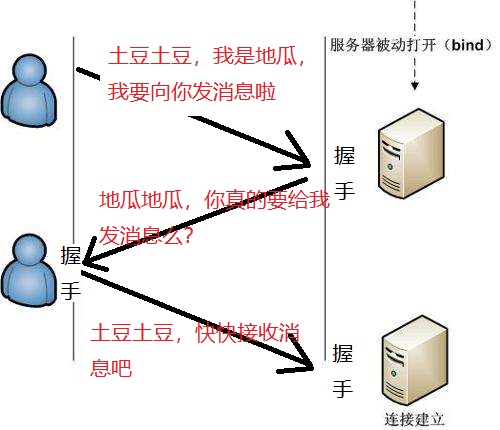 服务器被动打开（bind）
土豆土豆，我是地瓜，
我要向你发消息啦
握
手
地瓜地瓜，你真的要给我
发消息么？
握
手
土豆土豆，快快接收消
息吧
握
手
连接建立